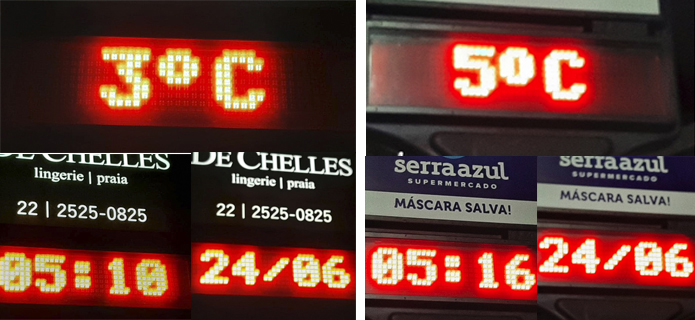 3°C
5°C
DE CHELLES
lingerie | praia
22 | 2525-0825
05:10
DE CHELLES
lingerie | praia
22 | 2525-0825
24/06
serraazul
SUPERMERCADO
MÁSCARA SALVA!
05:16
serraazul
SUPERMERCADO
MÁSCARA SALVA!
24/06